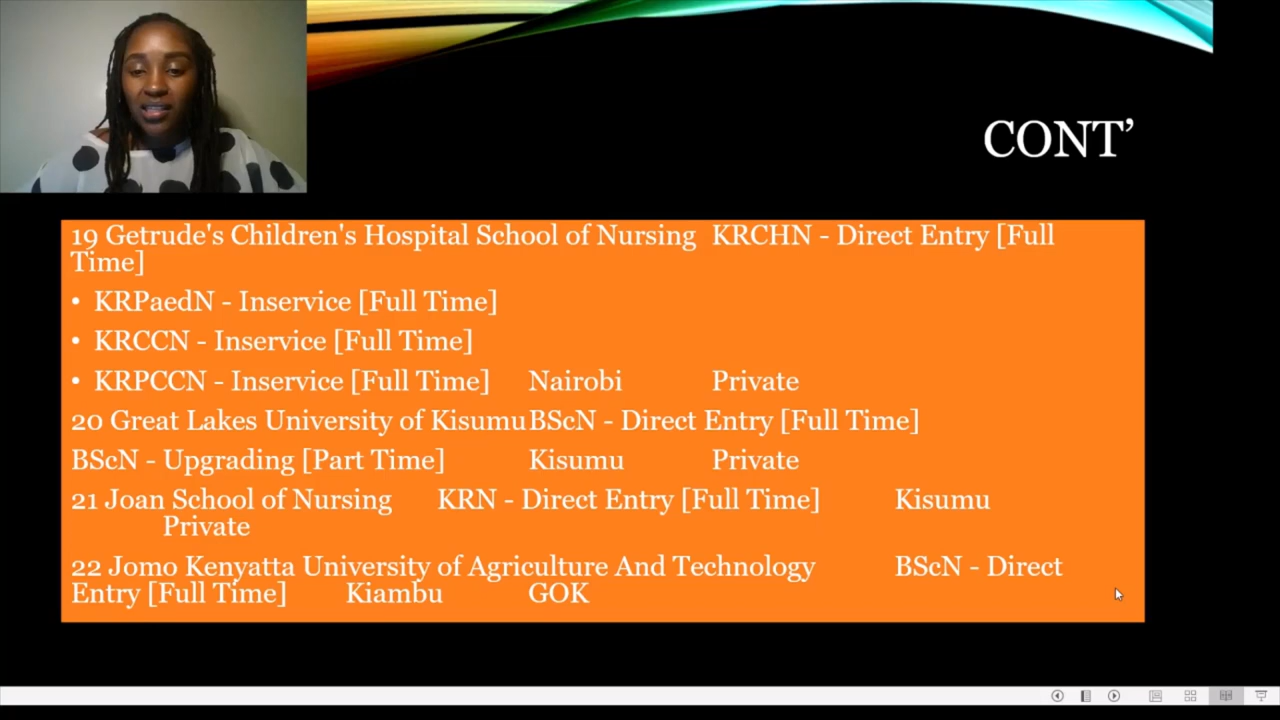 CONT’
19 Getrude's Children's Hospital School of Nursing KRCHN - Direct Entry [Full
Time]
• KRPaedN - Inservice [Full Time]
• KRCCN - Inservice [Full Time]
• KRPCCN - Inservice [Full Time] Nairobi Private
20 Great Lakes University of Kisumu BScN - Direct Entry [Full Time]
BScN - Upgrading [Part Time] Kisumu Private
21 Joan School of Nursing KRN - Direct Entry [Full Time] Kisumu
Private
22 Jomo Kenyatta University of Agriculture And Technology BScN - Direct
Entry [Full Time] Kiambu GOK